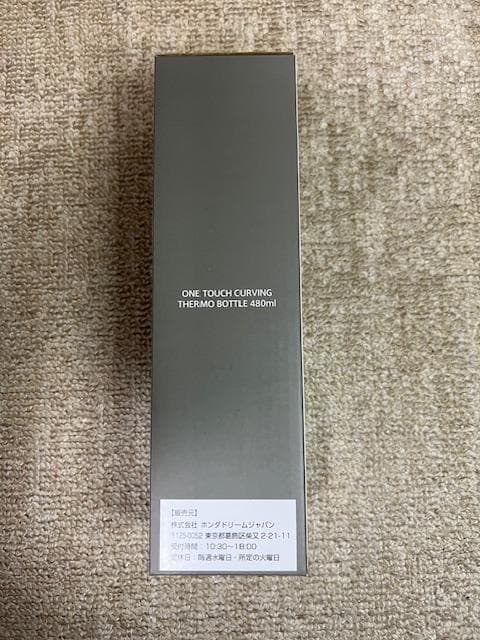 ONE TOUCH CURVING
THERMO BOTTLE 480ml
【販売元】
株式会社 ホンダドリームジャパン
〒125-0052 東京都葛飾区柴又 2-21-11
受付時間：10:30～18:00
定休日：毎週水曜日・所定の火曜日